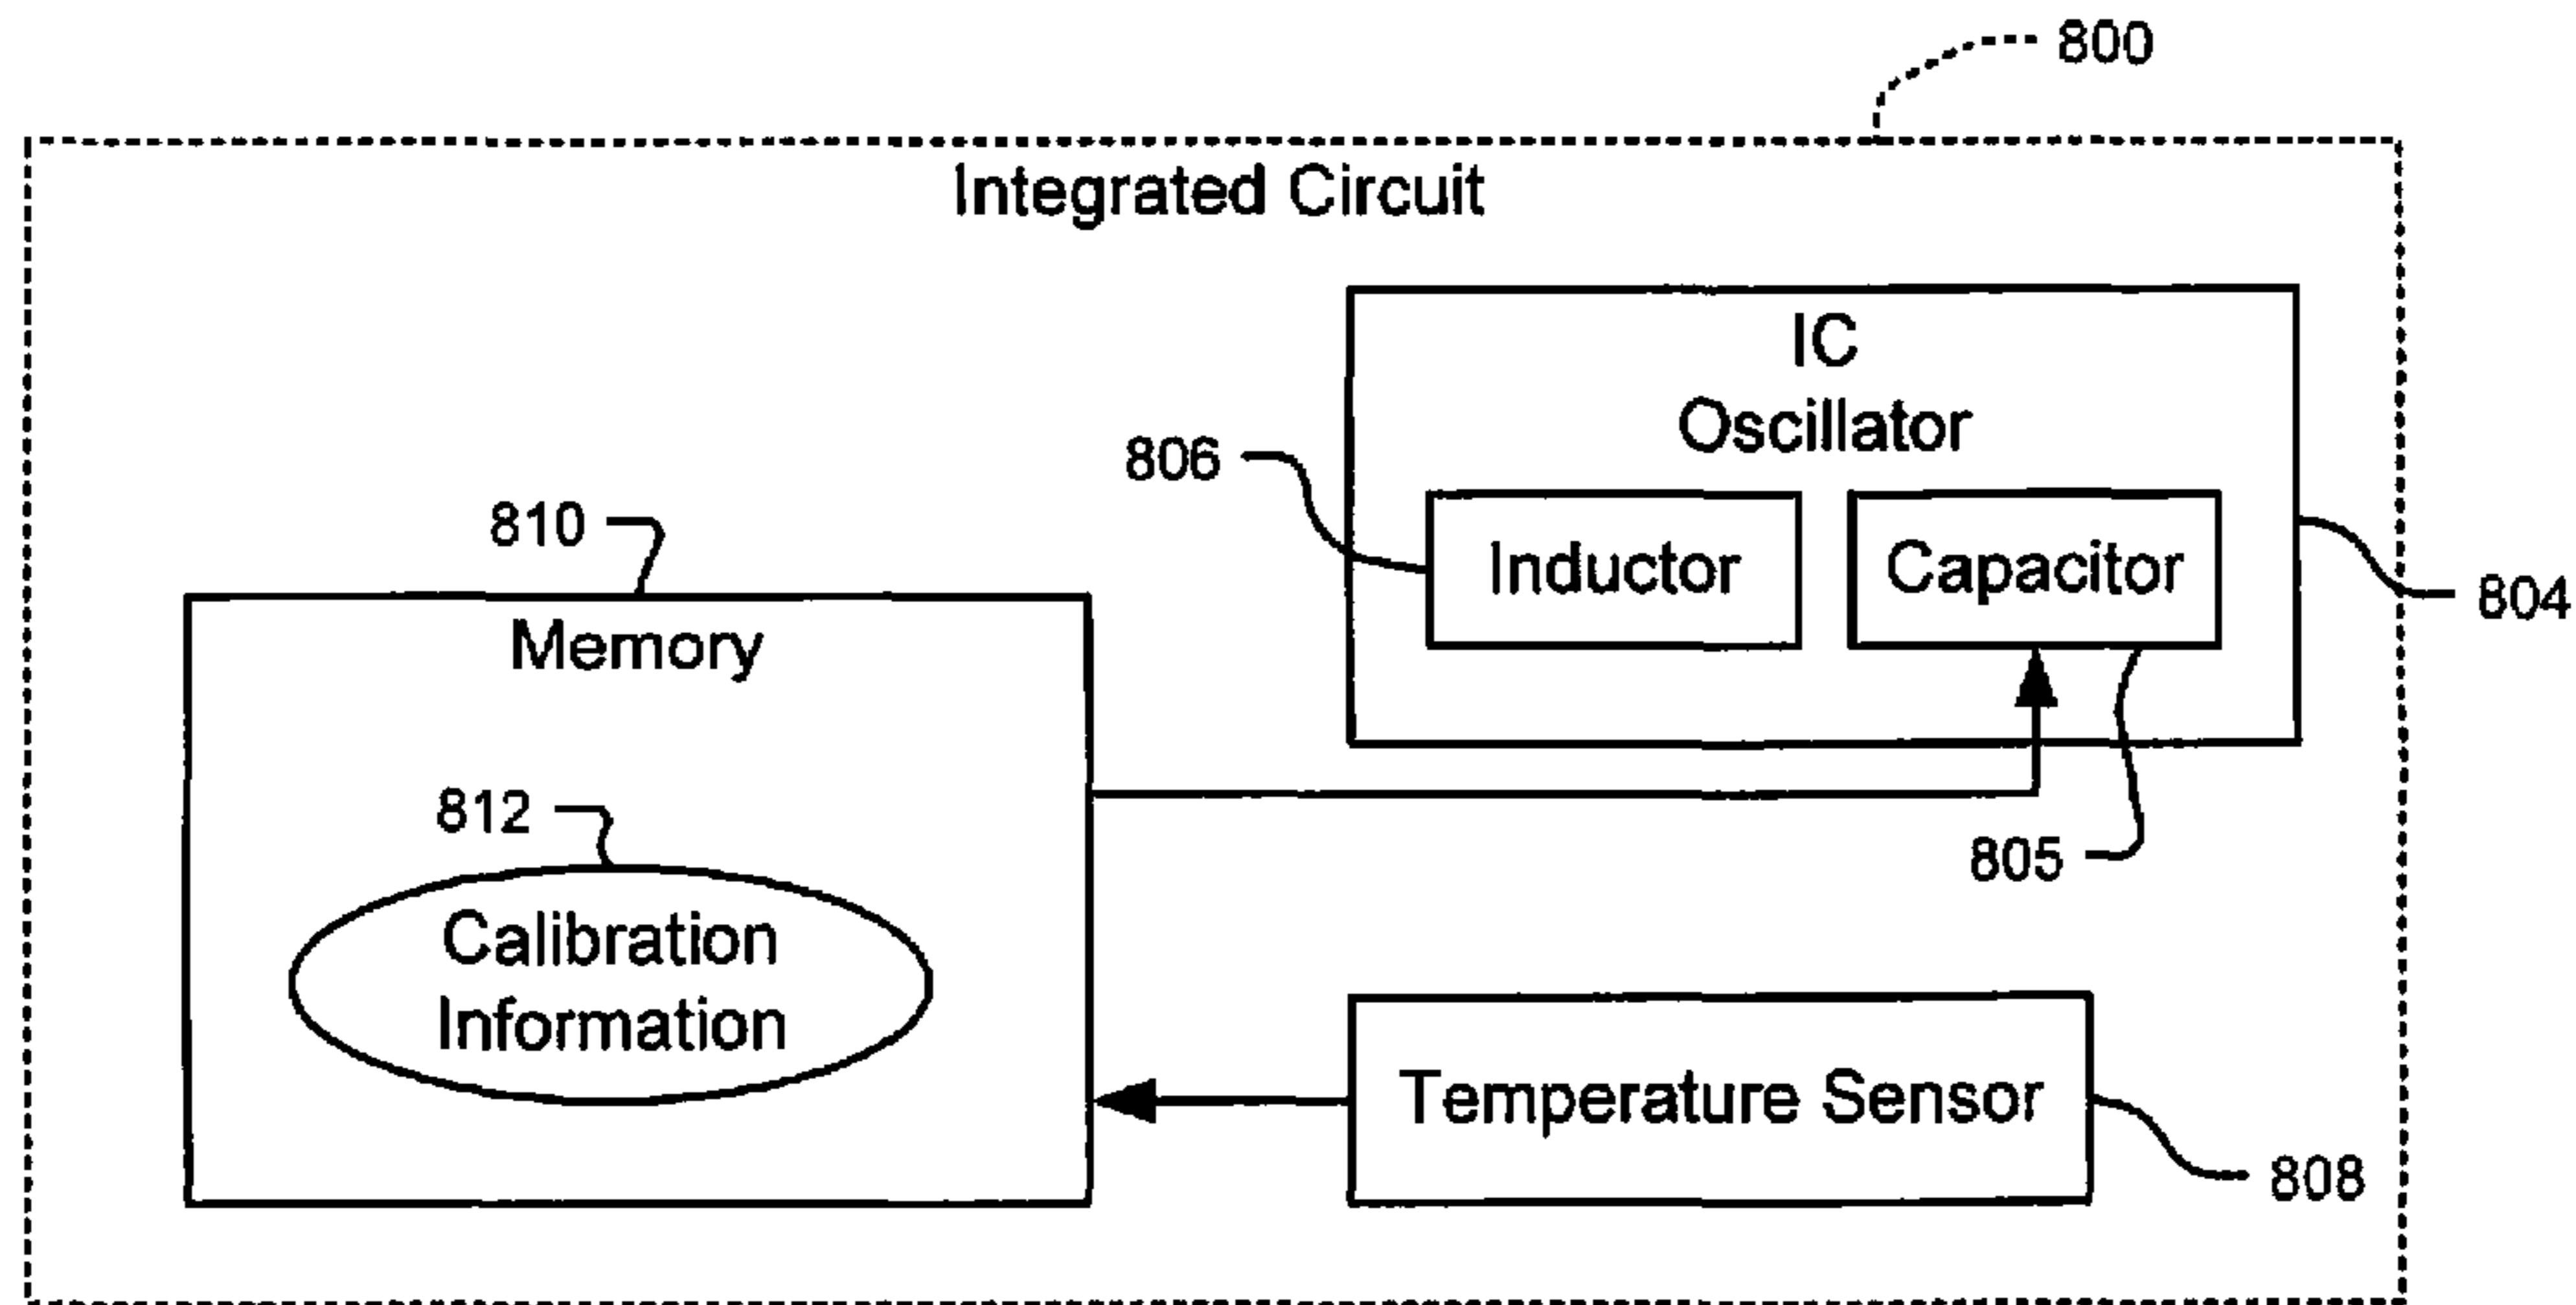 800
Integrated Circuit
IC
Oscillator
806
Inductor
Capacitor
804
810
Memory
812
805
Calibration
Information
Temperature Sensor
808